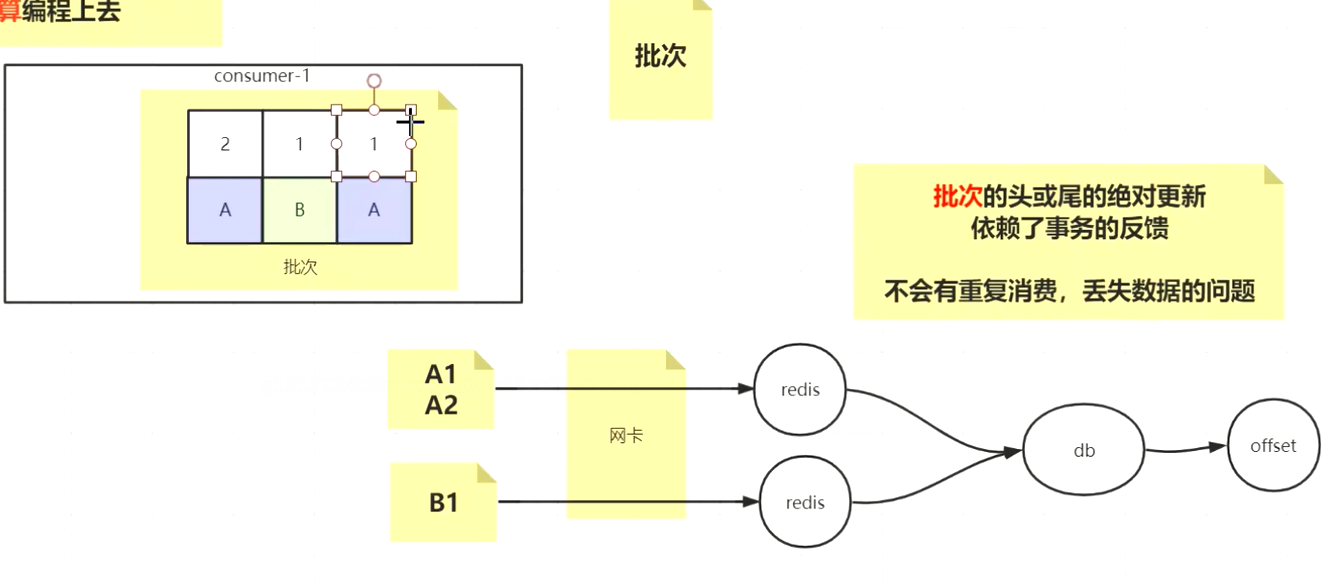 算编程上去
批次
consumer-1
2 1 1
A B A
批次
批次的头或尾的绝对更新
依赖了事务的反馈
不会有重复消费，丢失数据的问题
A1
A2
网卡
redis
db
offset
B1
redis